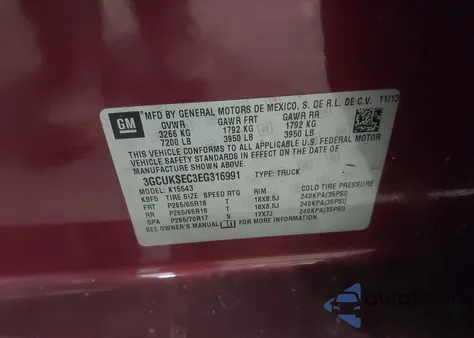 MFD BY GENERAL MOTORS DE MEXICO, S. DE R.L. DE C.V. 11/13
GM
GVWR GAWR FRT GAWR RR
3266 KG 1792 KG 1792 KG
7200 LB 3950 LB 3950 LB
THIS VEHICLE CONFORMS TO ALL APPLICABLE U.S. FEDERAL MOTOR
VEHICLE SAFETY STANDARDS IN EFFECT ON THE DATE OF
MANUFACTURE SHOWN ABOVE.
3GCUKSEC3EG316991 TYPE: TRUCK
MODEL: K15543
KBF5 TIRE SIZE SPEED RTG RIM COLD TIRE PRESSURE
FRT P265/65R18 T 18X8.5J 240KPA(35PSI)
RR P265/65R18 T 18X8.5J 240KPA(35PSI)
SPA P265/70R17 S 17X7J 240KPA(35PSI)
SEE OWNER'S MANUAL FOR ADDITIONAL INFORMATION